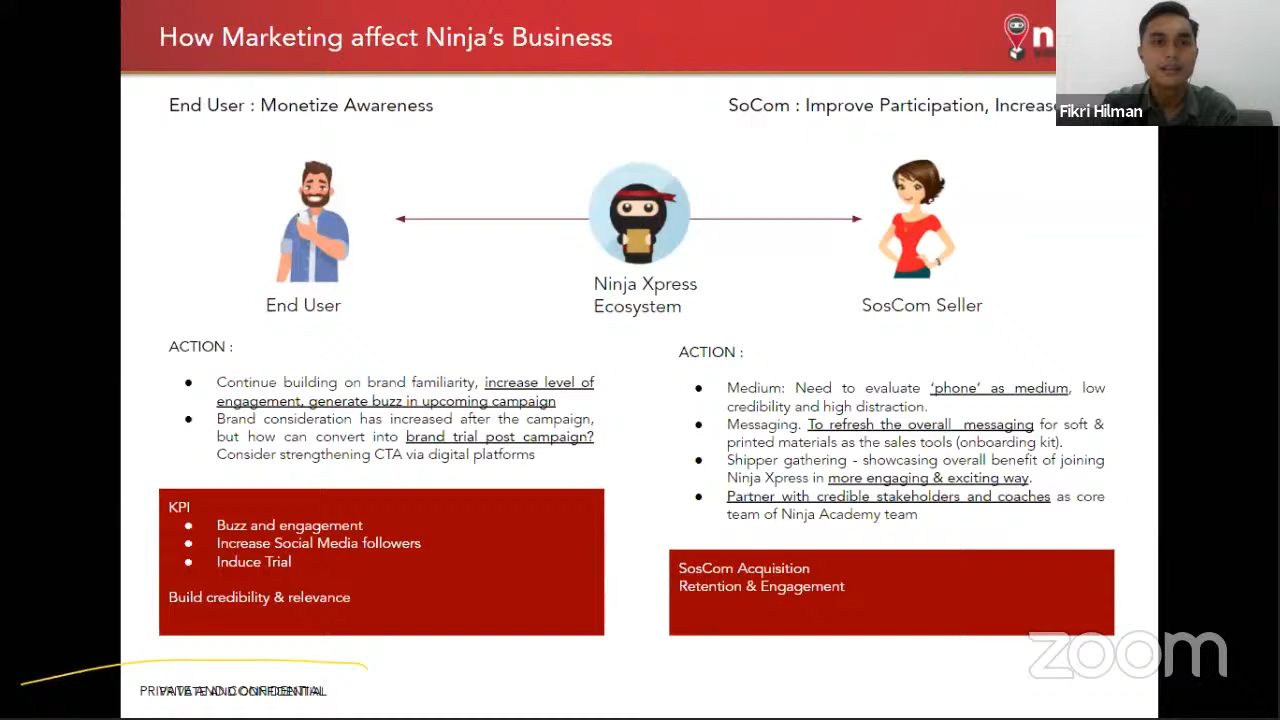 How Marketing affect Ninja's Business
n
Fikri Hilman
End User : Monetize Awareness
SoCom : Improve Participation, Increase
End User
Ninja Xpress
Ecosystem
SosCom Seller
ACTION :
● Continue building on brand familiarity, increase level of
engagement, generate buzz in upcoming campaign
● Brand consideration has increased after the campaign,
but how can convert into brand trial post campaign?
Consider strengthening CTA via digital platforms
KPI
● Buzz and engagement
● Increase Social Media followers
● Induce Trial
Build credibility & relevance
ACTION :
● Medium: Need to evaluate ‘phone’ as medium, low
credibility and high distraction.
● Messaging. To refresh the overall messaging for soft &
printed materials as the sales tools (onboarding kit).
● Shipper gathering - showcasing overall benefit of joining
Ninja Xpress in more engaging & exciting way.
● Partner with credible stakeholders and coaches as core
team of Ninja Academy team
SosCom Acquisition
Retention & Engagement
zoom
PRIVATE AND CONFIDENTIAL